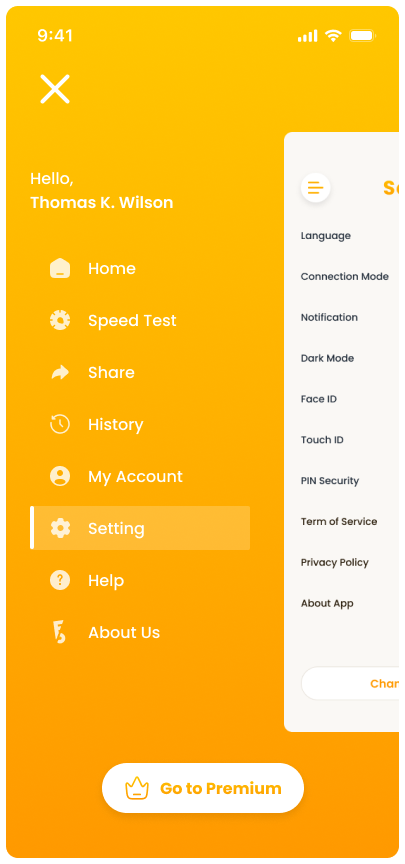 9:41
Hello,
Thomas K. Wilson
Home
Speed Test
Share
History
My Account
Setting
Help
About Us
Go to Premium
Language
Connection Mode
Notification
Dark Mode
Face ID
Touch ID
PIN Security
Term of Service
Privacy Policy
About App